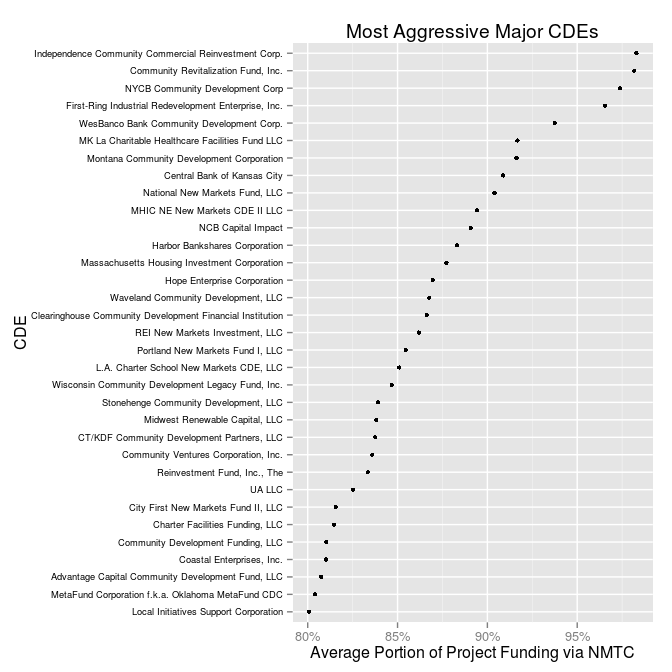 Most Aggressive Major CDEs
Independence Community Commercial Reinvestment Corp.
Community Revitalization Fund, Inc.
NYCB Community Development Corp
First-Ring Industrial Redevelopment Enterprise, Inc.
WesBanco Bank Community Development Corp.
MK La Charitable Healthcare Facilities Fund LLC
Montana Community Development Corporation
Central Bank of Kansas City
National New Markets Fund, LLC
MHIC NE New Markets CDE II LLC
NCB Capital Impact
Harbor Bankshares Corporation
Massachusetts Housing Investment Corporation
Hope Enterprise Corporation
Waveland Community Development, LLC
Clearinghouse Community Development Financial Institution
REI New Markets Investment, LLC
Portland New Markets Fund I, LLC
L.A. Charter School New Markets CDE, LLC
Wisconsin Community Development Legacy Fund, Inc.
Stonehenge Community Development, LLC
Midwest Renewable Capital, LLC
CT/KDF Community Development Partners, LLC
Community Ventures Corporation, Inc.
Reinvestment Fund, Inc., The
UA LLC
City First New Markets Fund II, LLC
Charter Facilities Funding, LLC
Community Development Funding, LLC
Coastal Enterprises, Inc.
Advantage Capital Community Development Fund, LLC
MetaFund Corporation f.k.a. Oklahoma MetaFund CDC
Local Initiatives Support Corporation
CDE
80% 85% 90% 95%
Average Portion of Project Funding via NMTC